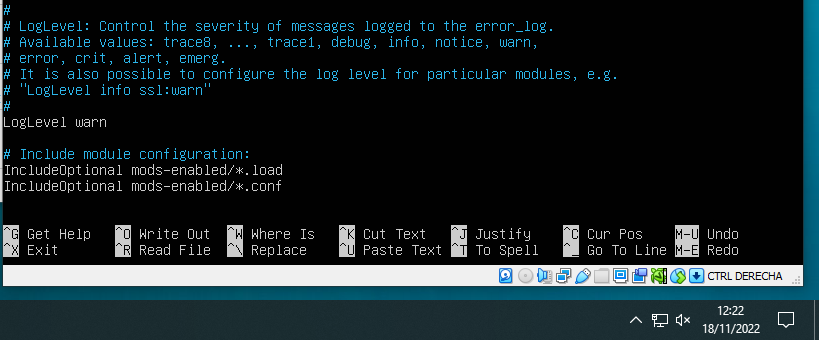 #
# LogLevel: Control the severity of messages logged to the error_log.
# Available values: trace8, ..., trace1, debug, info, notice, warn,
# error, crit, alert, emerg.
# It is also possible to configure the log level for particular modules, e.g.
# "LogLevel info ssl:warn"
#
LogLevel warn
# Include module configuration:
IncludeOptional mods-enabled/*.load
IncludeOptional mods-enabled/*.conf
^G Get Help ^O Write Out ^W Where Is ^K Cut Text ^J Justify ^C Cur Pos M-U Undo
^X Exit ^R Read File ^\ Replace ^U Paste Text ^T To Spell ^_ Go To Line M-E Redo
CTRL DERECHA
12:22
18/11/2022